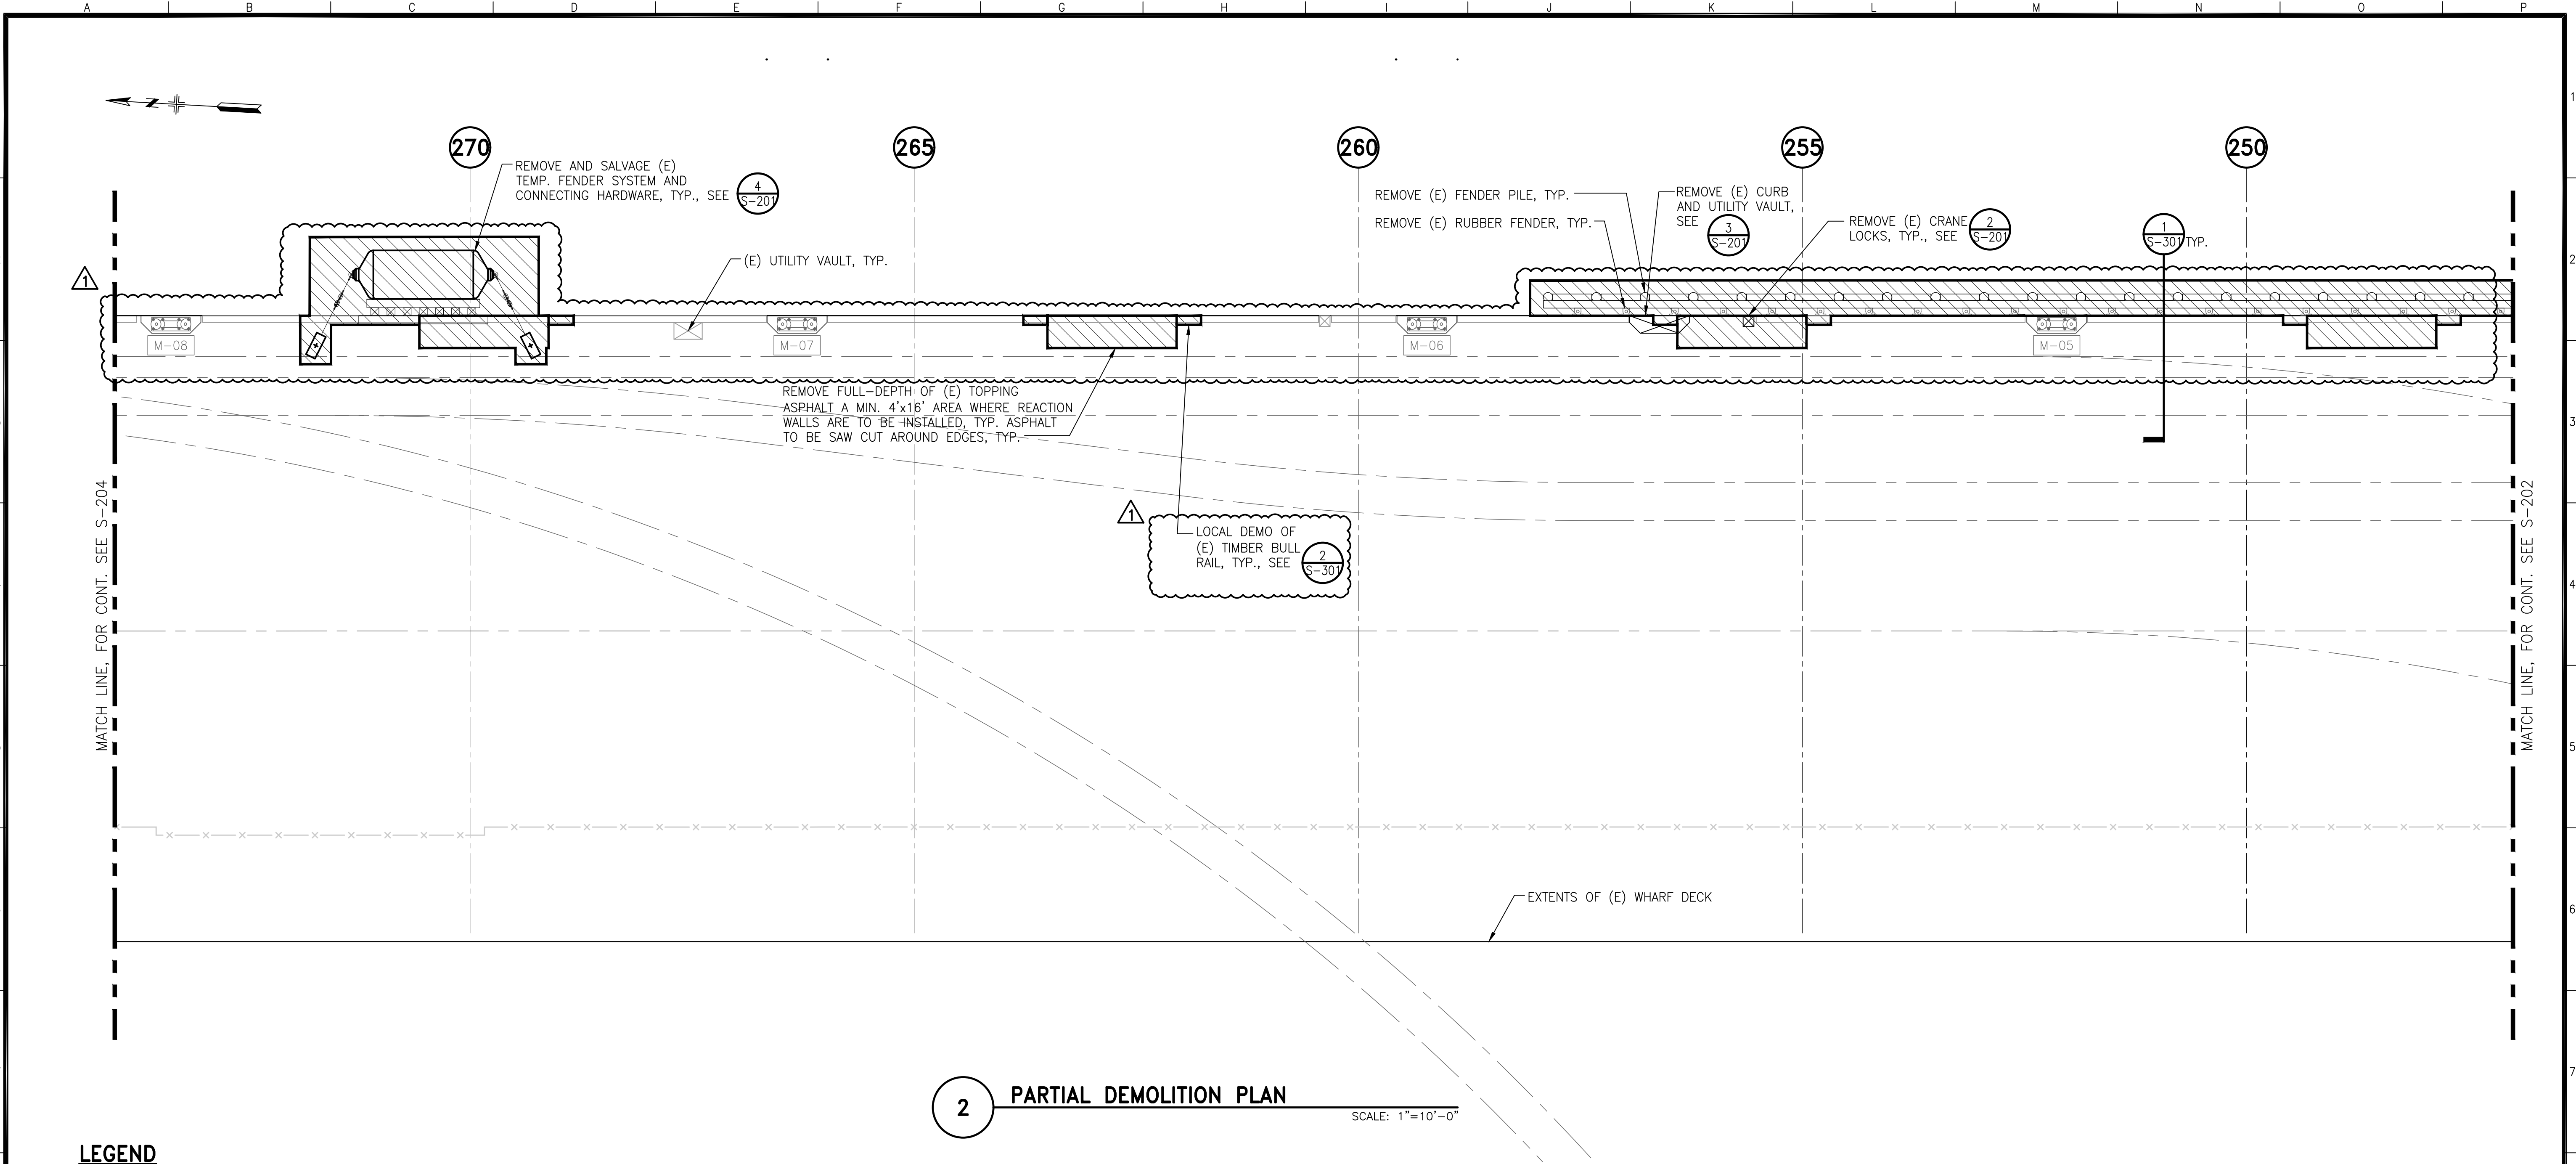 A B C D E F G H I J K L M N O P
1
N
270
265
260
255
250
REMOVE AND SALVAGE (E)
TEMP. FENDER SYSTEM AND
CONNECTING HARDWARE, TYP., SEE
4
S-201
REMOVE (E) FENDER PILE, TYP.
REMOVE (E) RUBBER FENDER, TYP.
REMOVE (E) CURB
AND UTILITY VAULT,
SEE
3
S-201
REMOVE (E) CRANE
LOCKS, TYP., SEE
2
S-201
1
S-301
TYP.
(E) UTILITY VAULT, TYP.
2
1
M-08
M-07
M-06
M-05
REMOVE FULL-DEPTH OF (E) TOPPING
ASPHALT A MIN. 4'x16' AREA WHERE REACTION
WALLS ARE TO BE INSTALLED, TYP. ASPHALT
TO BE SAW CUT AROUND EDGES, TYP.
3
1
LOCAL DEMO OF
(E) TIMBER BULL
RAIL, TYP., SEE
2
S-301
MATCH LINE, FOR CONT. SEE S-204
MATCH LINE, FOR CONT. SEE S-202
4
5
EXTENTS OF (E) WHARF DECK
6
7
2
PARTIAL DEMOLITION PLAN
SCALE: 1"=10'-0"
LEGEND